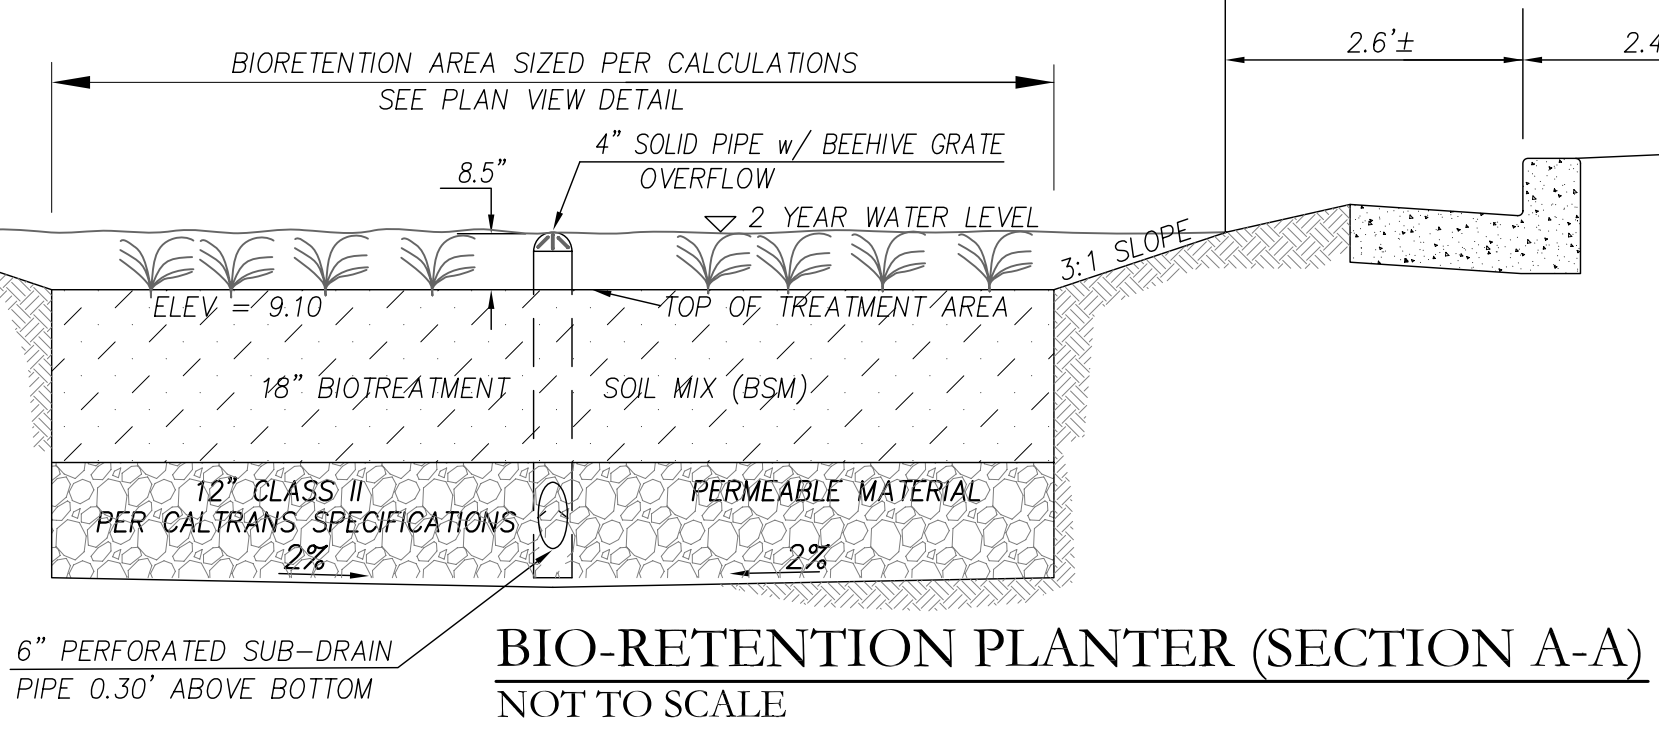 2.6'±
2.4
BIORETENTION AREA SIZED PER CALCULATIONS
SEE PLAN VIEW DETAIL
4" SOLID PIPE w/ BEEHIVE GRATE
OVERFLOW
8.5"
2 YEAR WATER LEVEL
3:1 SLOPE
ELEV = 9.10
TOP OF TREATMENT AREA
18" BIOTREATMENT SOIL MIX (BSM)
12" CLASS II PERMEABLE MATERIAL
PER CALTRANS SPECIFICATIONS
2% 2%
6" PERFORATED SUB-DRAIN
PIPE 0.30' ABOVE BOTTOM
BIO-RETENTION PLANTER (SECTION A-A)
NOT TO SCALE